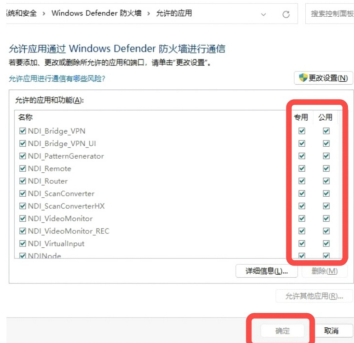 系统和安全 › Windows Defender 防火墙 › 允许的应用
搜索控制面板
允许应用通过 Windows Defender 防火墙进行通信
若要添加、更改或删除所允许的应用和端口，请单击"更改设置"。
允许应用进行通信有哪些风险?
更改设置(N)
允许的应用和功能(A):
名称 专用 公用
NDI_Bridge_VPN
NDI_Bridge_VPN_UI
NDI_PatternGenerator
NDI_Remote
NDI_Router
NDI_ScanConverter
NDI_ScanConverterHX
NDI_VideoMonitor
NDI_VideoMonitor_REC
NDI_VirtualInput
NDINode
详细信息(L)... 删除(M)
允许其他应用(R)...
确定 取消